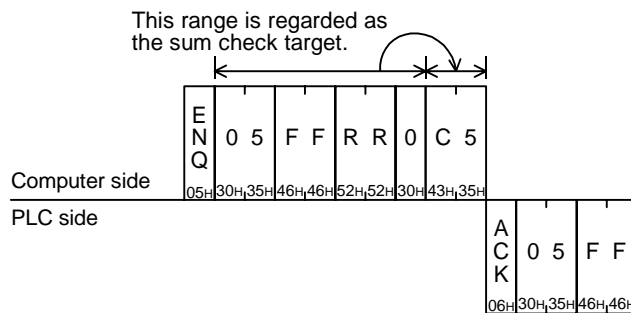 This range is regarded as
the sum check target.
E
N
Q
0 5 F F R R 0 C 5
Computer side
05H 30H 35H 46H 46H 52H 52H 30H 43H 35H
PLC side
A
C
K
0 5 F F
06H 30H 35H 46H 46H